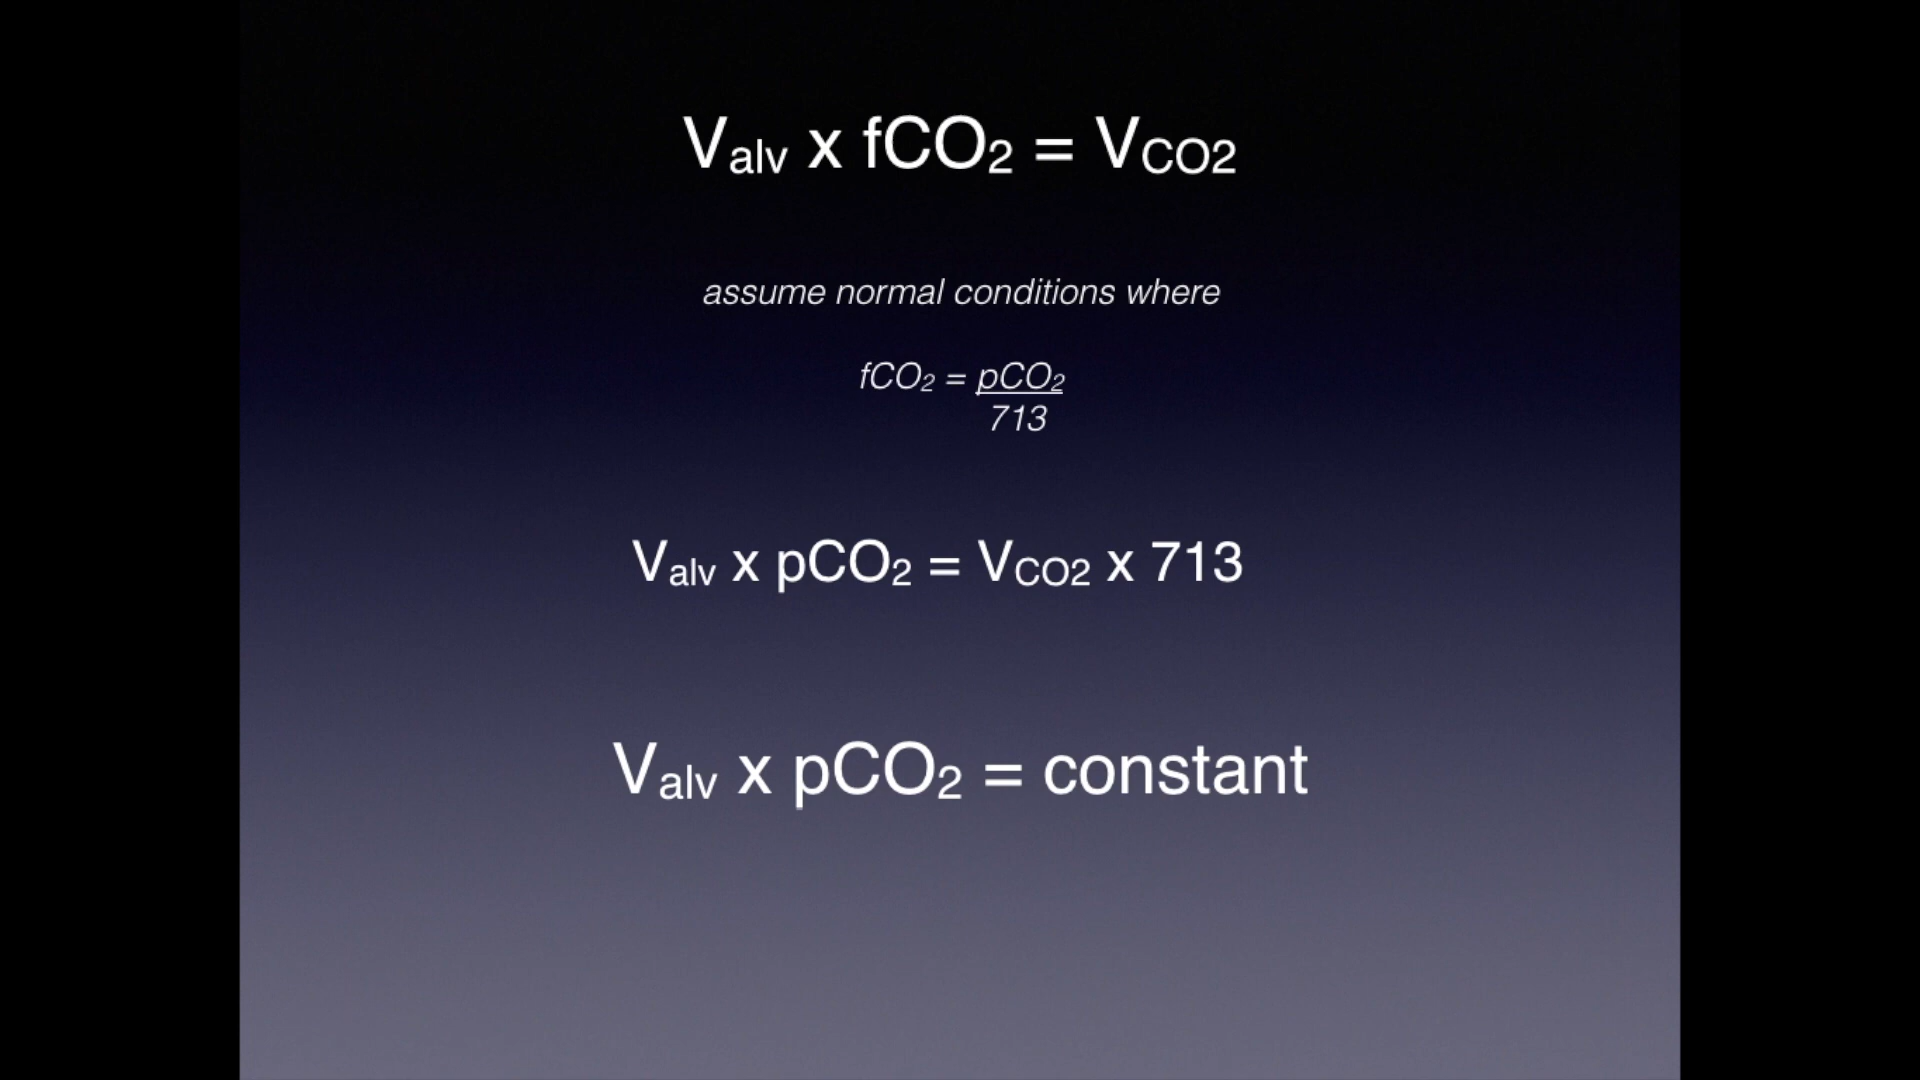 Valv x fCO2 = VCO2
assume normal conditions where
fCO2 = pCO2
713
Valv x pCO2 = VCO2 x 713
Valv x pCO2 = constant